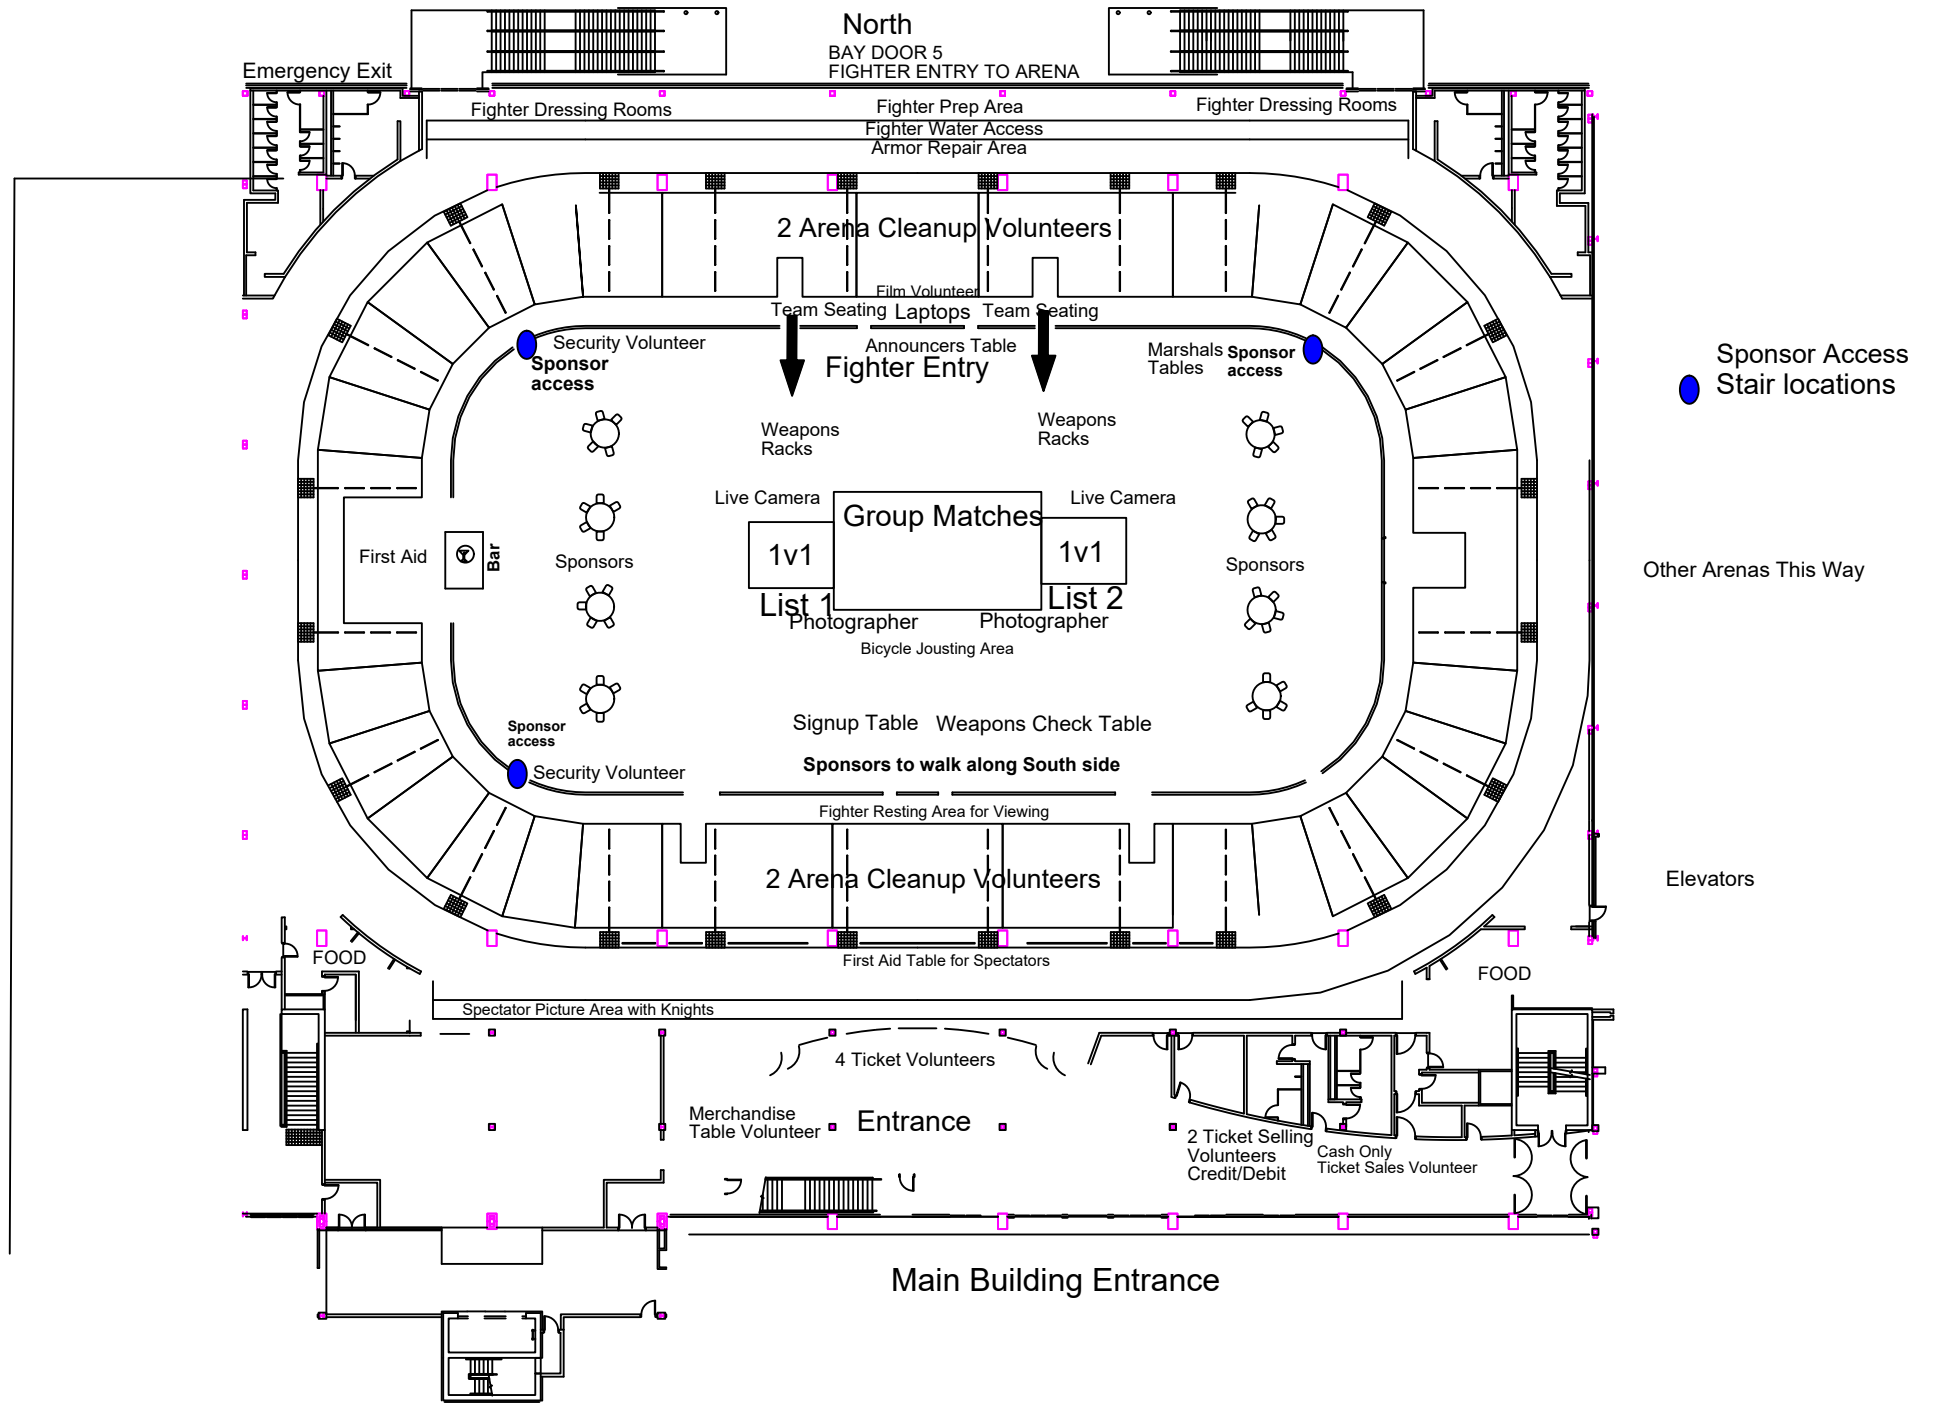 North
BAY DOOR 5
FIGHTER ENTRY TO ARENA
Emergency Exit
Fighter Dressing Rooms
Fighter Prep Area
Fighter Dressing Rooms
Fighter Water Access
Armor Repair Area
2 Arena Cleanup Volunteers
Film Volunteer
Team Seating
Laptops
Team Seating
Security Volunteer
Announcers Table
Marshals
Tables
Sponsor
access
Sponsor
access
Fighter Entry
Sponsor Access
Stair locations
Weapons
Racks
Weapons
Racks
Live Camera
Live Camera
Group Matches
First Aid
Bar
Sponsors
1v1
1v1
Sponsors
Other Arenas This Way
List 1
List 2
Photographer
Photographer
Bicycle Jousting Area
Signup Table
Weapons Check Table
Sponsor
access
Sponsors to walk along South side
Security Volunteer
Fighter Resting Area for Viewing
2 Arena Cleanup Volunteers
Elevators
FOOD
First Aid Table for Spectators
FOOD
Spectator Picture Area with Knights
4 Ticket Volunteers
Merchandise
Table Volunteer
Entrance
2 Ticket Selling
Volunteers
Credit/Debit
Cash Only
Ticket Sales Volunteer
Main Building Entrance